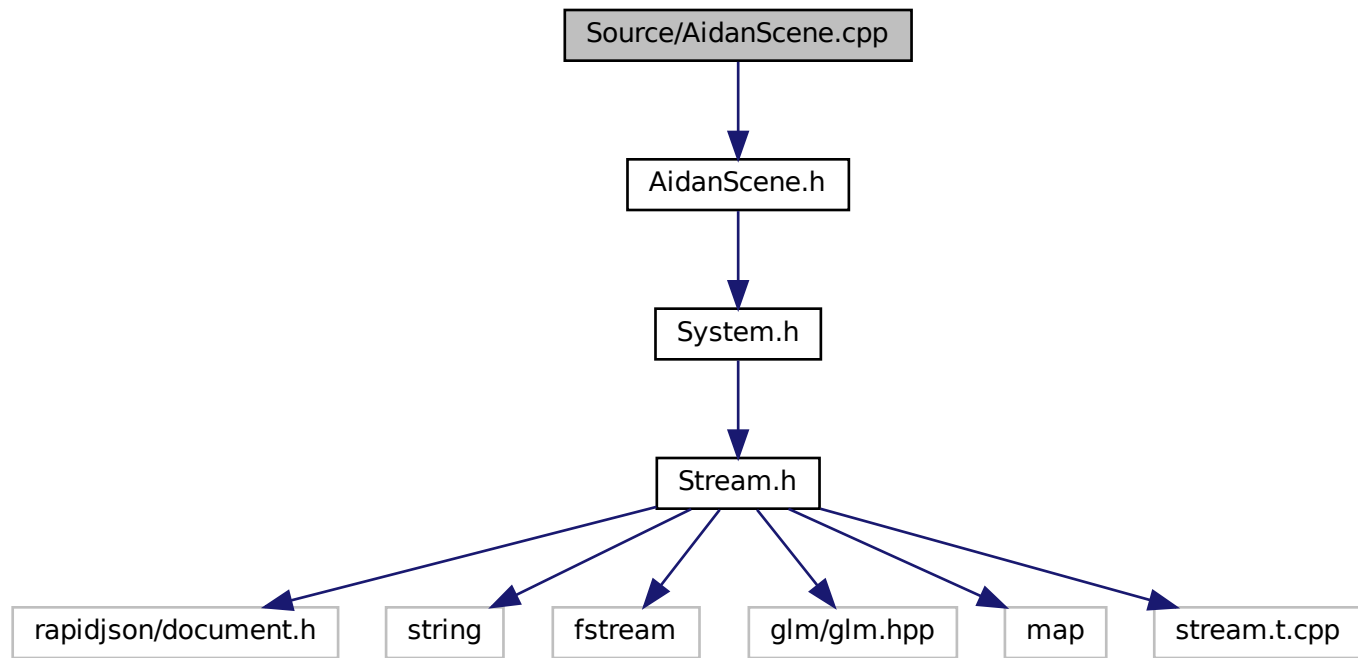 Source/AidanScene.cpp
AidanScene.h
System.h
Stream.h
rapidjson/document.h
string
fstream
glm/glm.hpp
map
stream.t.cpp